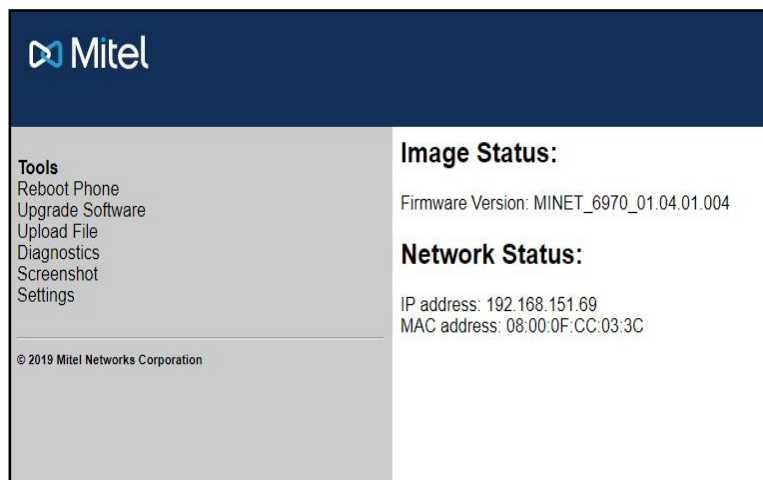 Mitel
Tools
Reboot Phone
Upgrade Software
Upload File
Diagnostics
Screenshot
Settings
© 2019 Mitel Networks Corporation
Image Status:
Firmware Version: MINET_6970_01.04.01.004
Network Status:
IP address: 192.168.151.69
MAC address: 08:00:0F:CC:03:3C